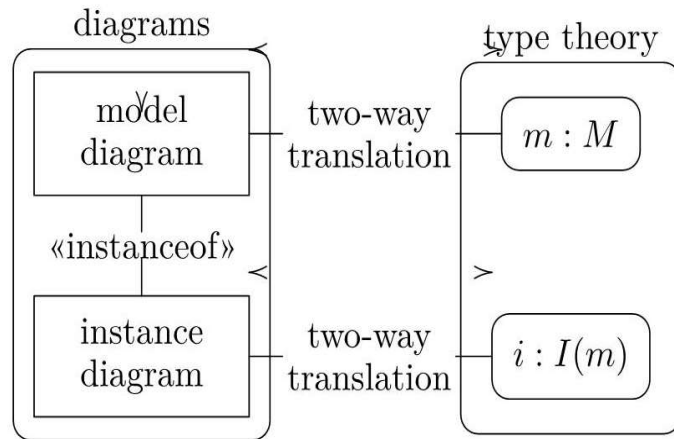 diagrams
type theory
model
diagram
two-way
translation
m : M
«instanceof»
instance
diagram
two-way
translation
i : I(m)